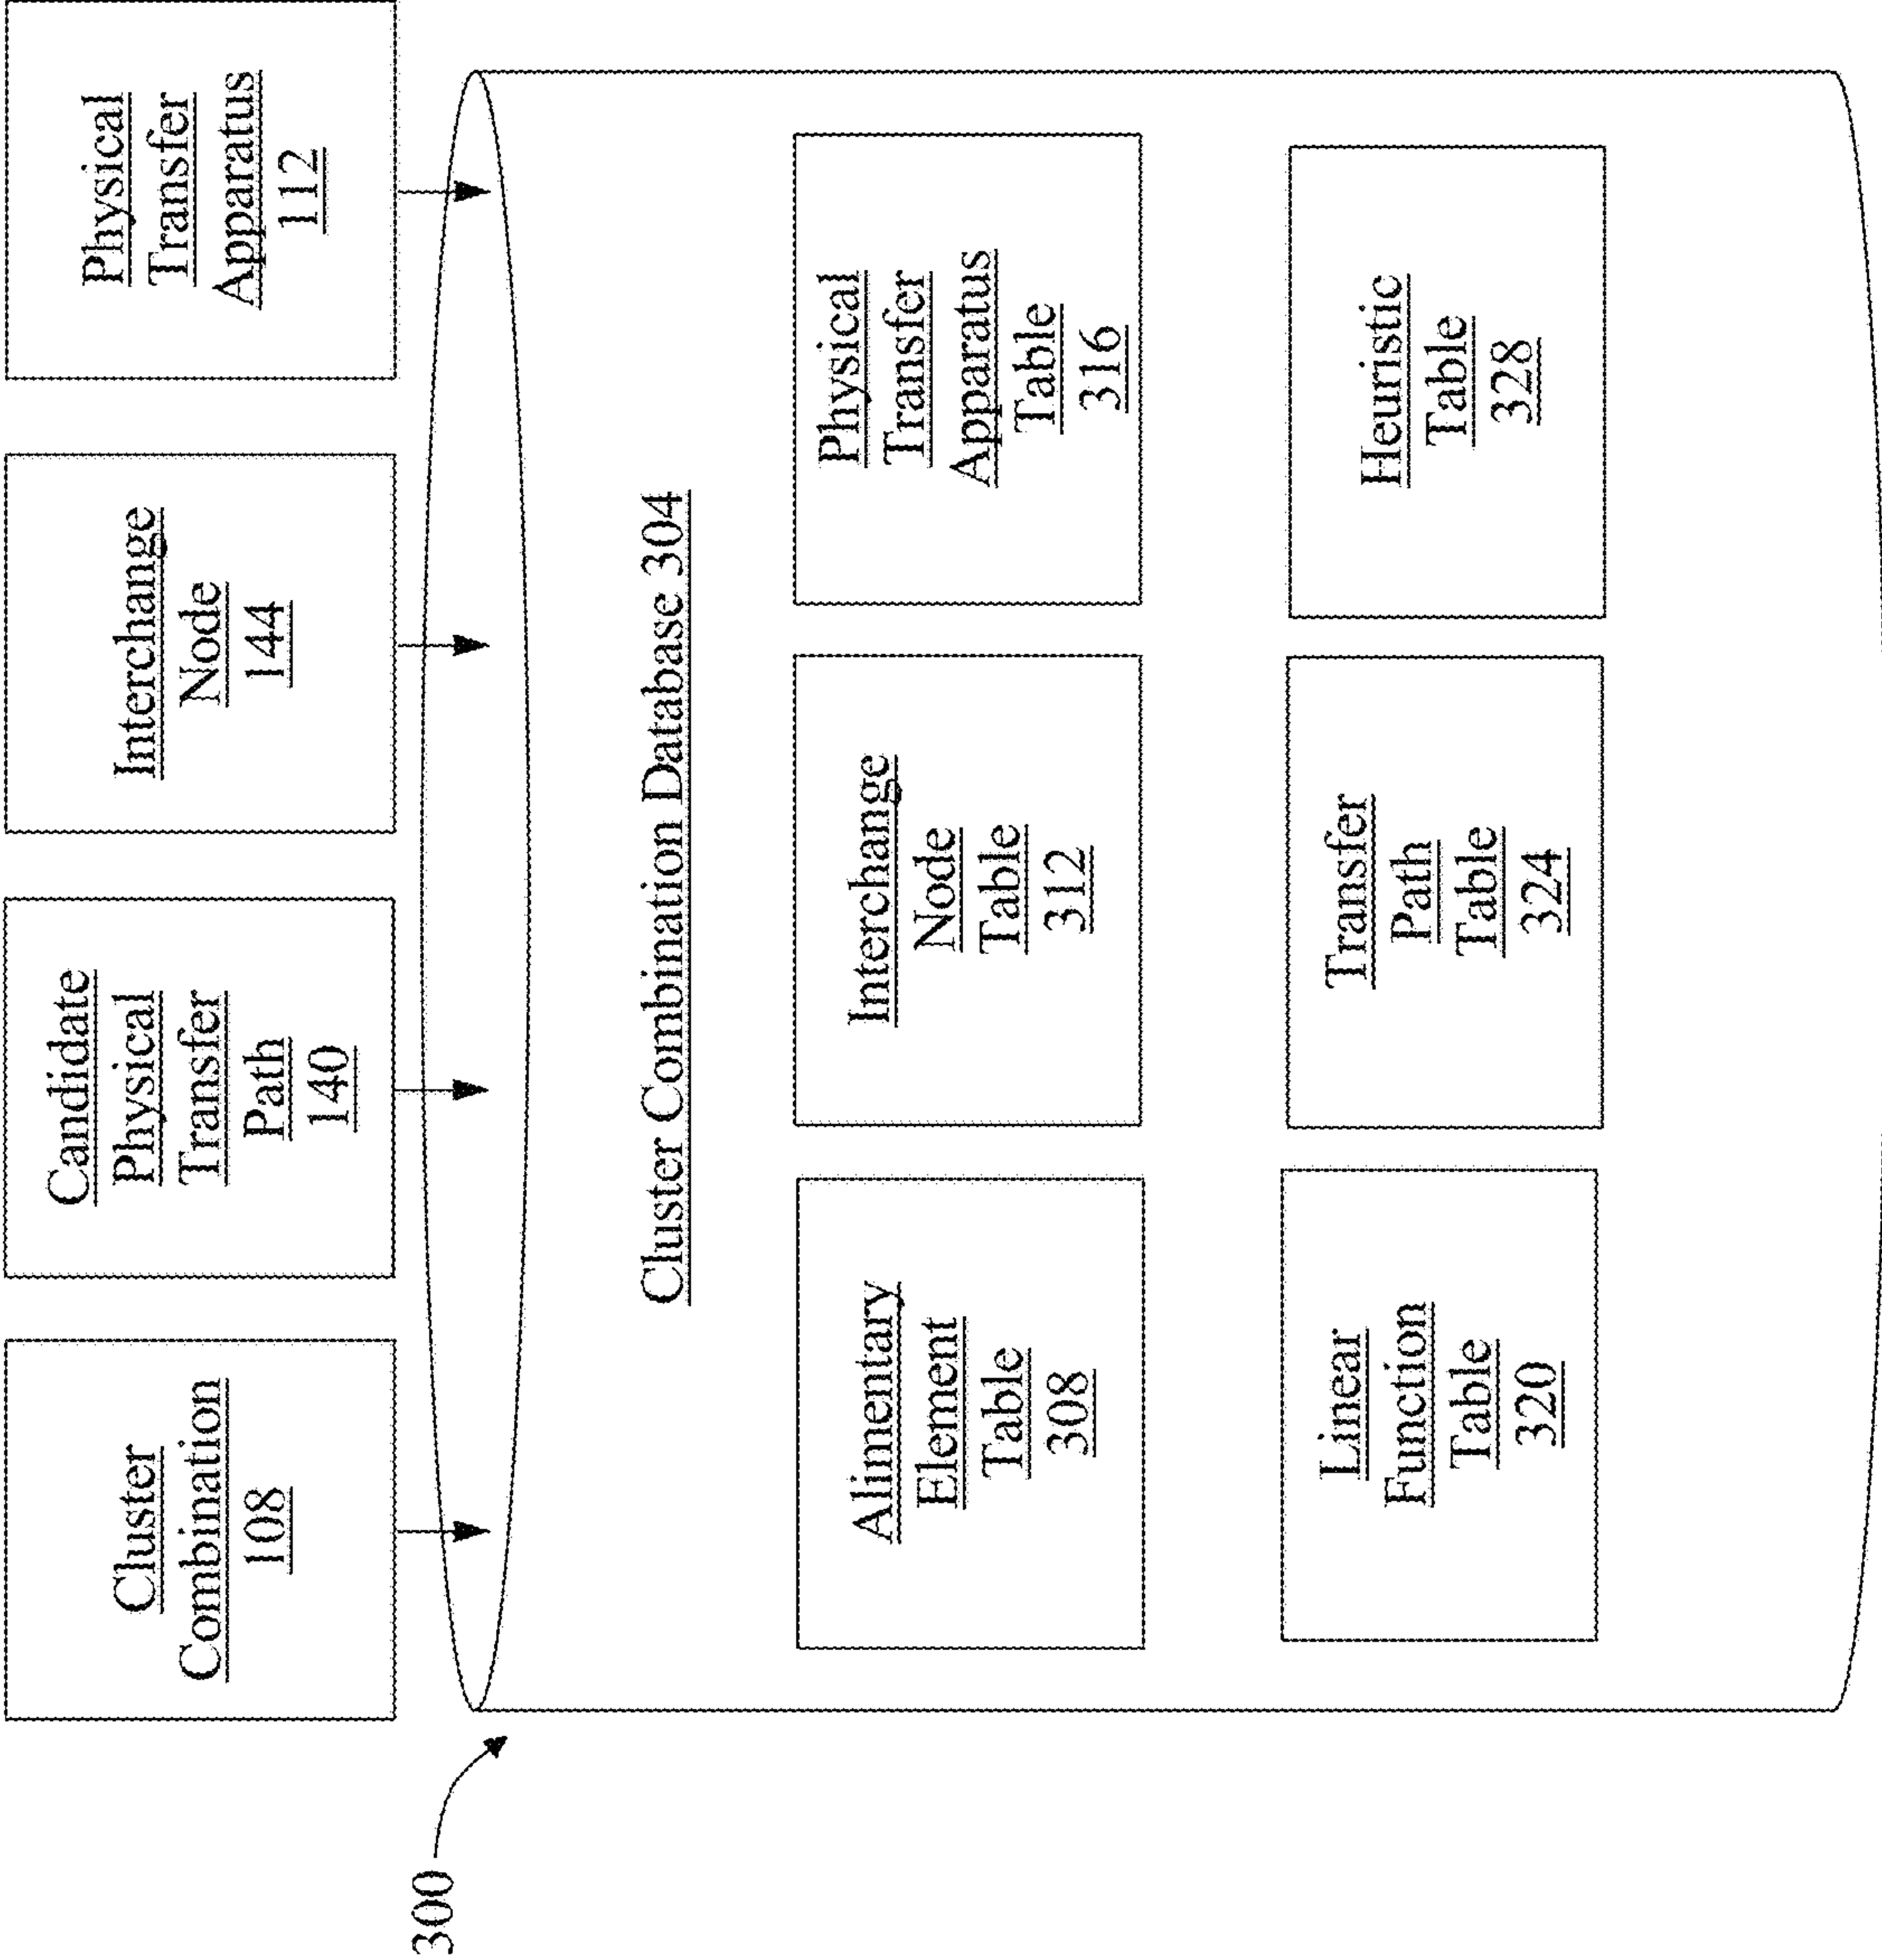 300
Cluster
Combination
108
Candidate
Physical
Transfer
Path
140
Interchange
Node
144
Physical
Transfer
Apparatus
112
Cluster Combination Database 304
Alimentary
Element
Table
308
Interchange
Node
Table
312
Physical
Transfer
Apparatus
Table
316
Linear
Function
Table
320
Transfer
Path
Table
324
Heuristic
Table
328